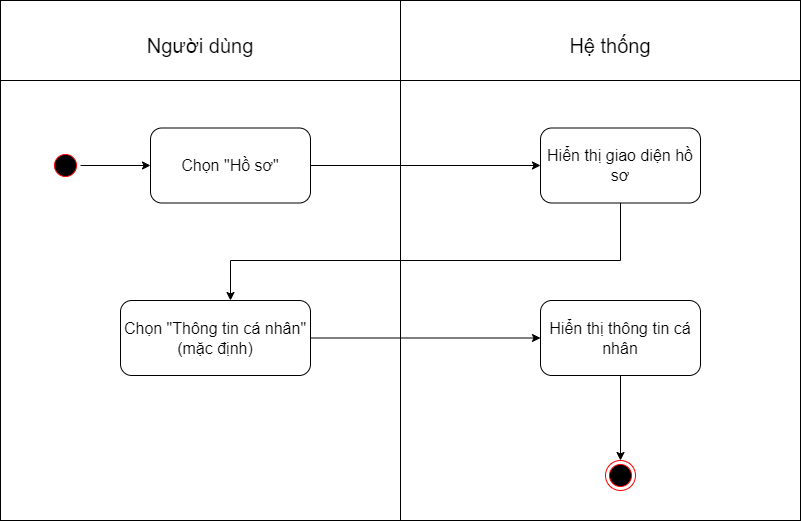 Người dùng
Hệ thống
Chọn "Hồ sơ"
Hiển thị giao diện hồ
sơ
Chọn "Thông tin cá nhân"
(mặc định)
Hiển thị thông tin cá
nhân